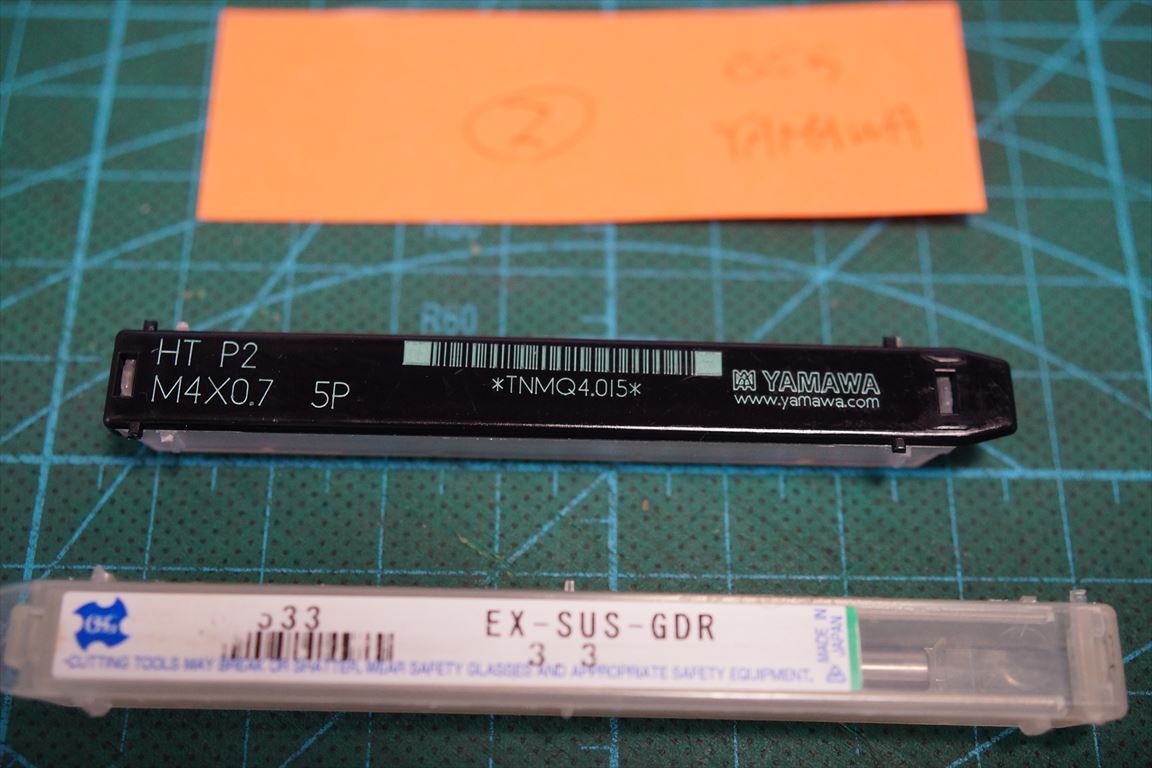 2
YAMAWA
R60
HT P2
M4X0.7 5P
*TNMQ4.015*
YAMAWA
www.yamawa.com
OSG
533
EX-SUS-GDR
3 3
CUTTING TOOLS MAY BREAK OR SHATTER, WEAR SAFETY GLASSES AND APPROPRIATE SAFETY EQUIPMENT.
MADE IN
JAPAN